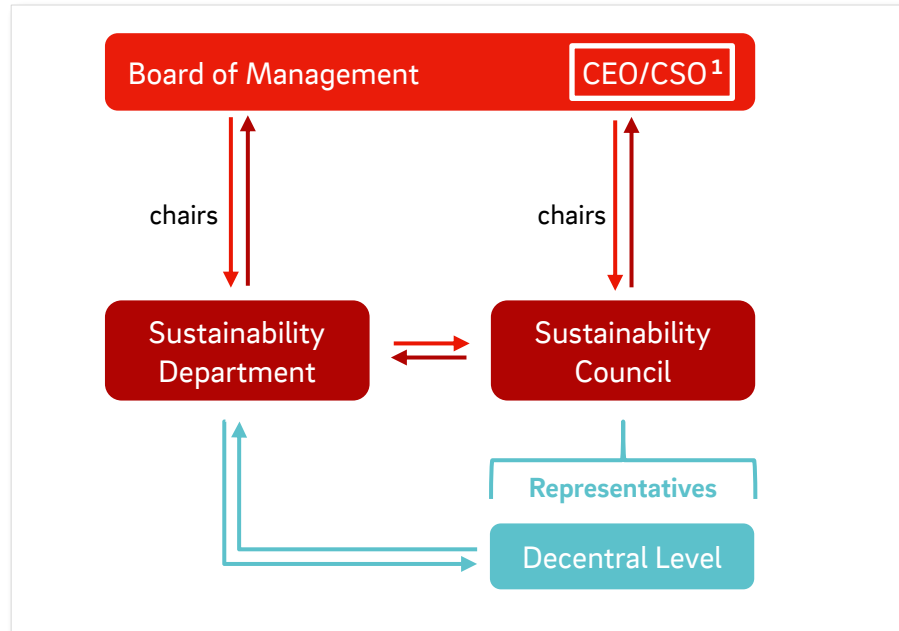 Board of Management
CEO/CSO¹
chairs
chairs
Sustainability
Department
Sustainability
Council
Representatives
Decentral Level